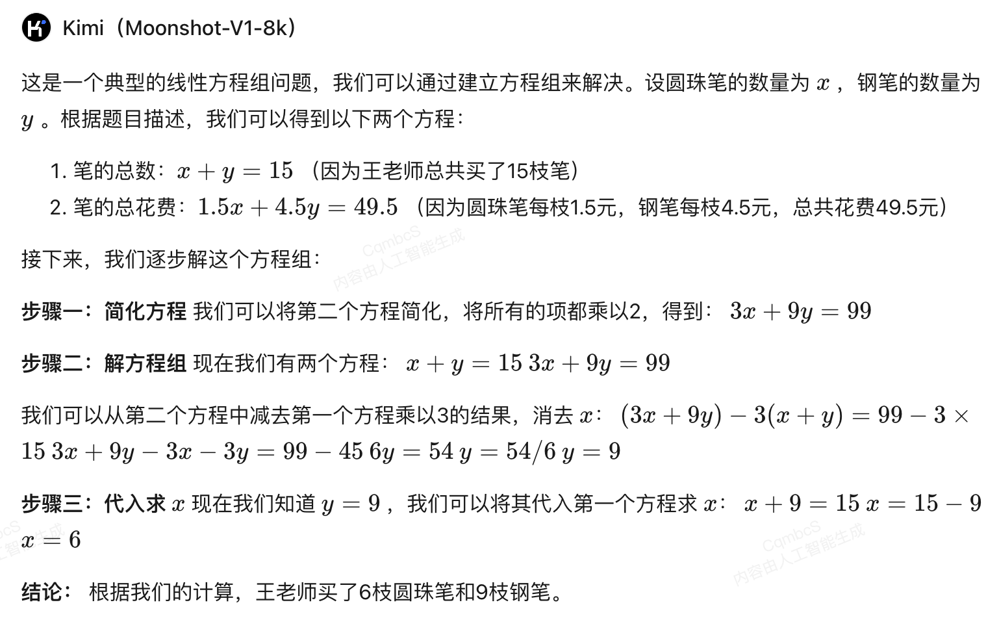 Kimi（Moonshot-V1-8k）
这是一个典型的线性方程组问题，我们可以通过建立方程组来解决。设圆珠笔的数量为 x ，钢笔的数量为
y 。根据题目描述，我们可以得到以下两个方程：
1. 笔的总数：x + y = 15 （因为王老师总共买了15枝笔）
2. 笔的总花费：1.5x + 4.5y = 49.5 （因为圆珠笔每枝1.5元，钢笔每枝4.5元，总共花费49.5元）
接下来，我们逐步解这个方程组：
CqmbcS
内容由人工智能生成
步骤一：简化方程 我们可以将第二个方程简化，将所有的项都乘以2，得到： 3x + 9y = 99
步骤二：解方程组 现在我们有两个方程： x + y = 15 3x + 9y = 99
我们可以从第二个方程中减去第一个方程乘以3的结果，消去 x： (3x + 9y) − 3(x + y) = 99 − 3 ×
15 3x + 9y − 3x − 3y = 99 − 45 6y = 54 y = 54/6 y = 9
步骤三：代入求 x 现在我们知道 y = 9 ，我们可以将其代入第一个方程求 x： x + 9 = 15 x = 15 − 9
x = 6
bcS
工智能生成
CqmbcS
内容由人工智能生成
结论： 根据我们的计算，王老师买了6枝圆珠笔和9枝钢笔。